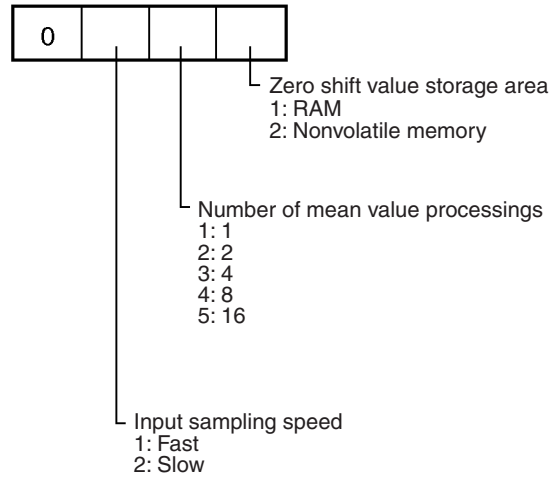 0
Zero shift value storage area
1: RAM
2: Nonvolatile memory
Number of mean value processings
1: 1
2: 2
3: 4
4: 8
5: 16
Input sampling speed
1: Fast
2: Slow